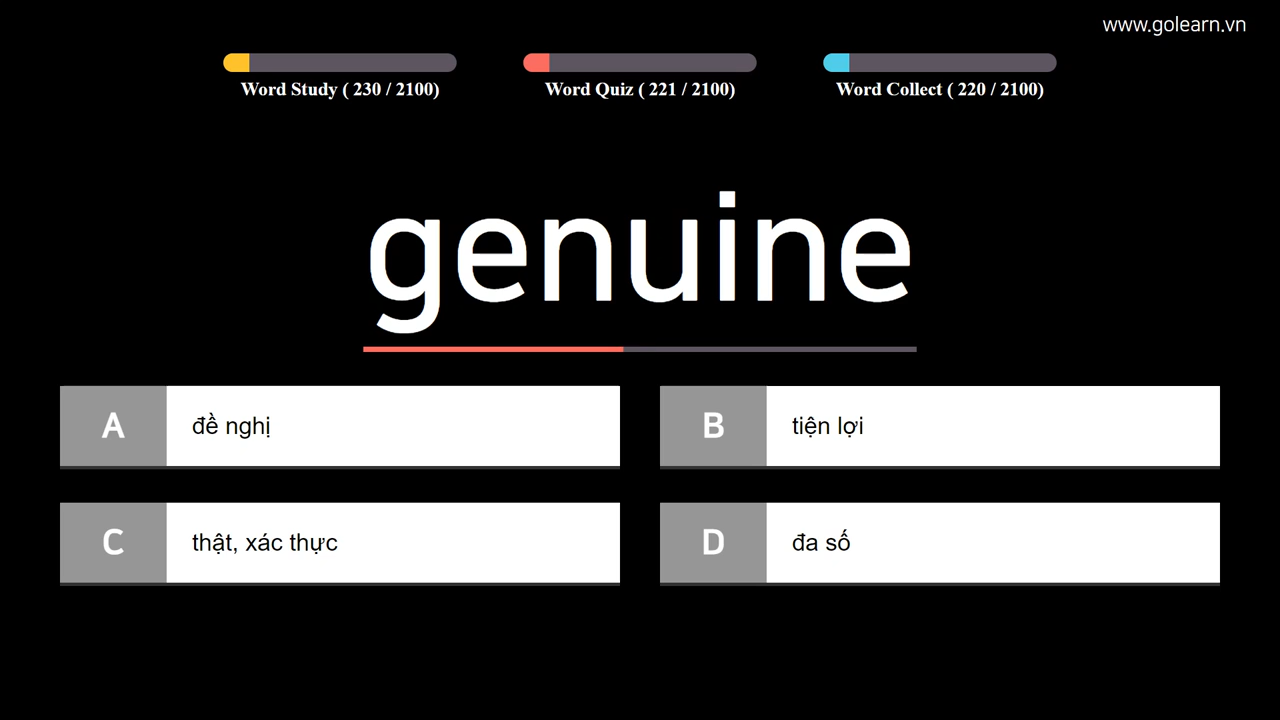 www.golearn.vn
Word Study ( 230 / 2100)
Word Quiz ( 221 / 2100)
Word Collect ( 220 / 2100)
genuine
A đề nghị
B tiện lợi
C thật, xác thực
D đa số